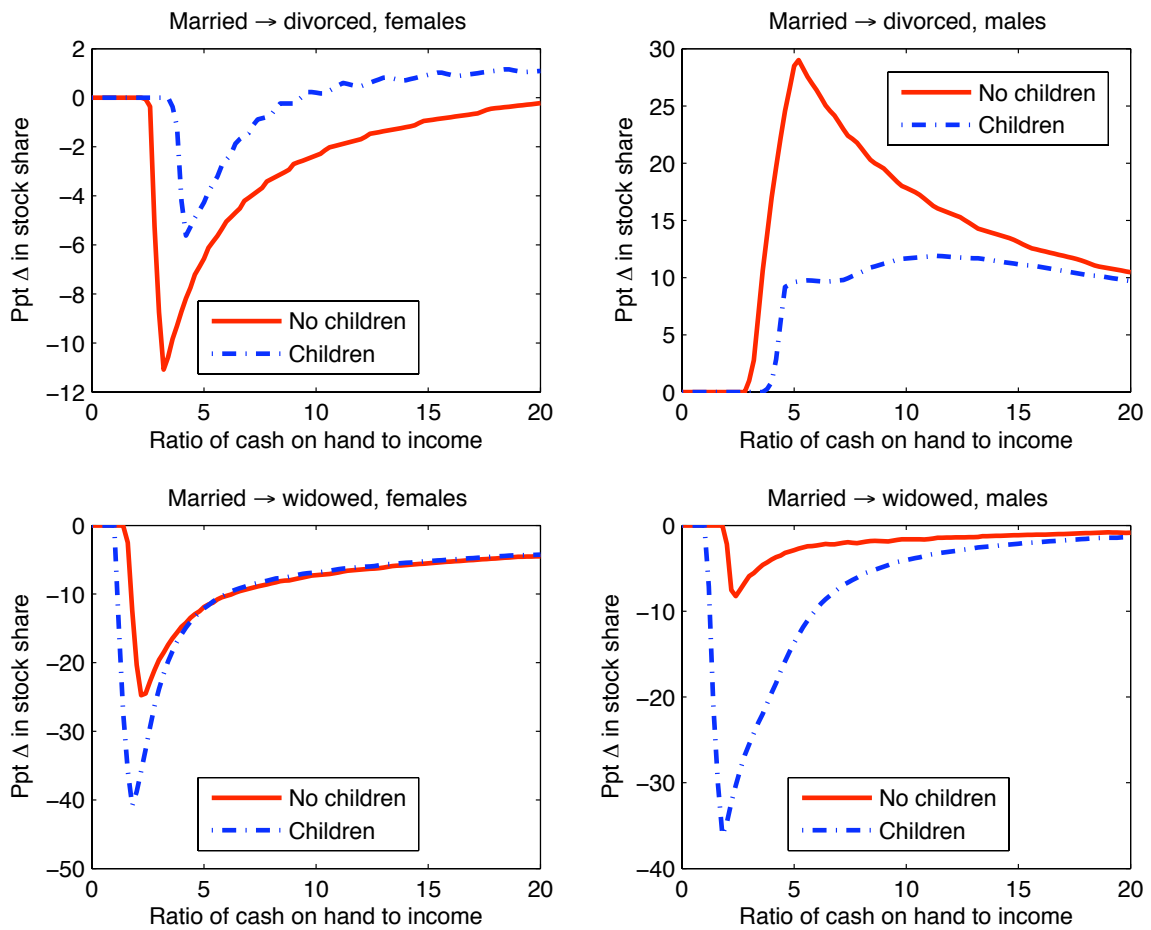 Married → divorced, females
Ppt Δ in stock share
2
0
−2
−4
−6
−8
−10
−12
No children
Children
0
5
10
15
20
Ratio of cash on hand to income
Married → divorced, males
Ppt Δ in stock share
30
25
20
15
10
5
0
No children
Children
0
5
10
15
20
Ratio of cash on hand to income
Married → widowed, females
Ppt Δ in stock share
0
−10
−20
−30
−40
−50
No children
Children
0
5
10
15
20
Ratio of cash on hand to income
Married → widowed, males
Ppt Δ in stock share
0
−10
−20
−30
−40
No children
Children
0
5
10
15
20
Ratio of cash on hand to income